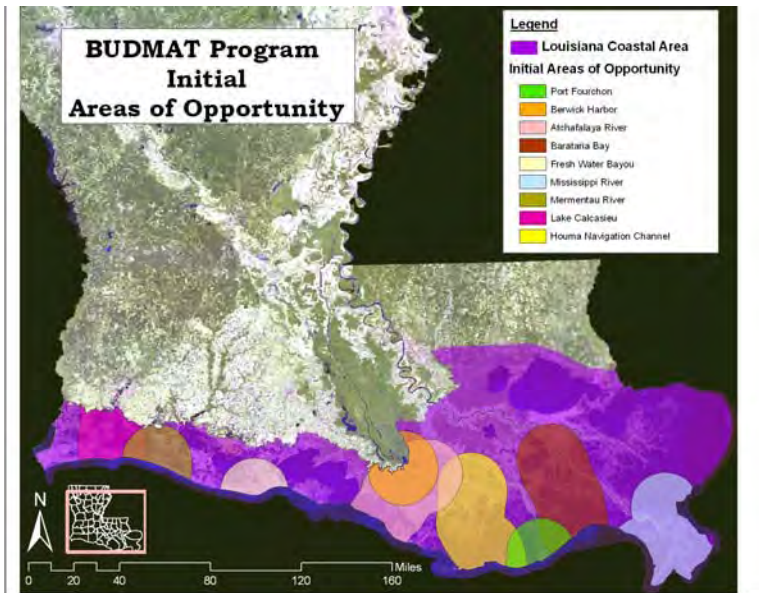 BUDMAT Program
Initial
Areas of Opportunity
Legend
Louisiana Coastal Area
Initial Areas of Opportunity
Port Fourchon
Berwick Harbor
Atchafalaya River
Barataria Bay
Fresh Water Bayou
Mississippi River
Mermentau River
Lake Calcasieu
Houma Navigation Channel
N
Miles
0 20 40 80 120 160